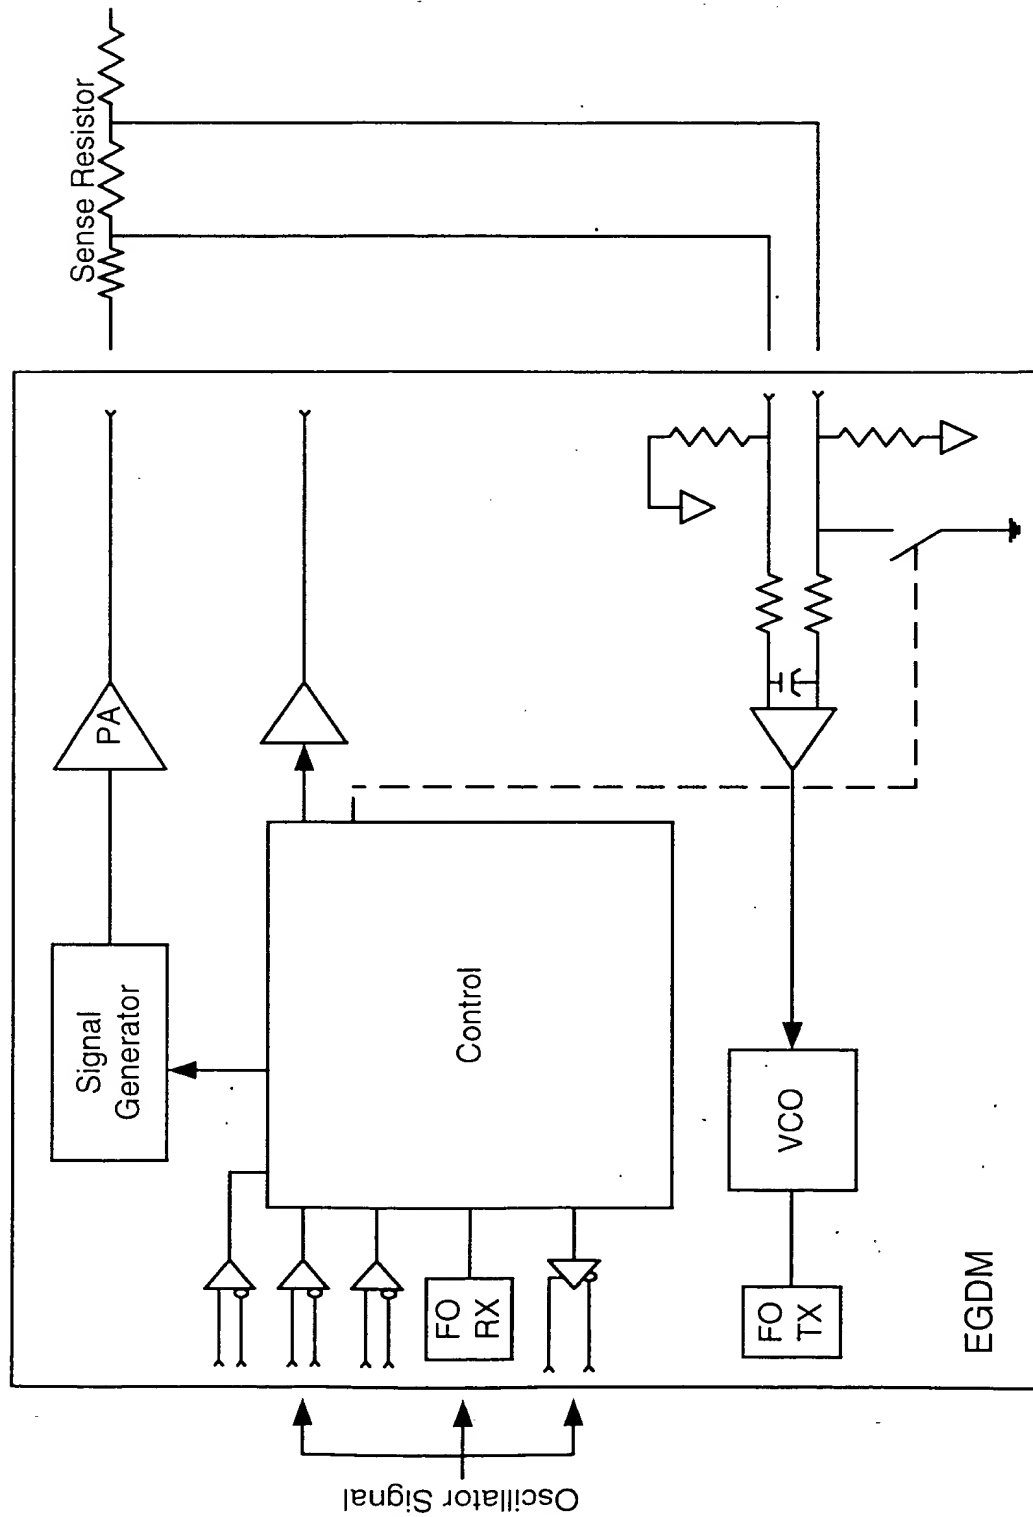 Sense Resistor
PA
Signal
Generator
Control
VCO
FO
RX
FO
TX
EGDM
Oscillator Signal